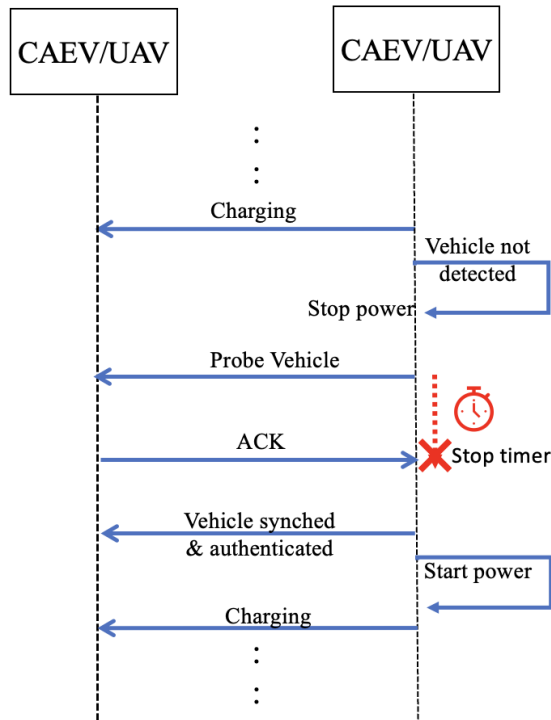 CAEV/UAV
CAEV/UAV
Charging
Vehicle not
detected
Stop power
Probe Vehicle
ACK
Stop timer
Vehicle synched
& authenticated
Start power
Charging